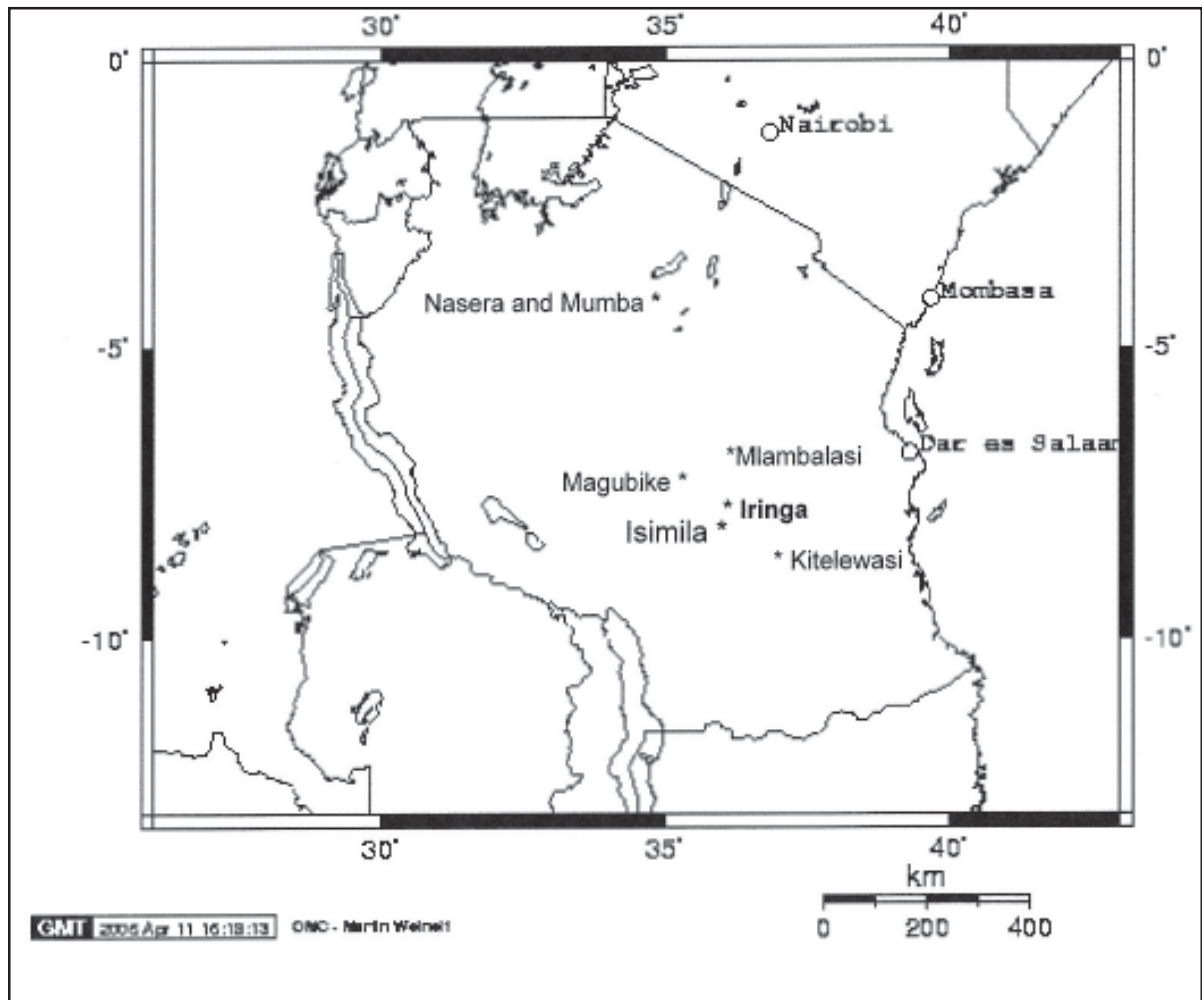 30° 35° 40°
0° 0°
Nairobi
Nasera and Mumba *
Mombasa
-5° -5°
Dar es Salaam
*Mlambalasi
Magubike *
* Iringa
Isimila *
* Kitelewasi
-10° -10°
30° 35° 40°
km
0 200 400
GMT 2006 Apr 11 16:19:13 OMC - Martin Weinelt